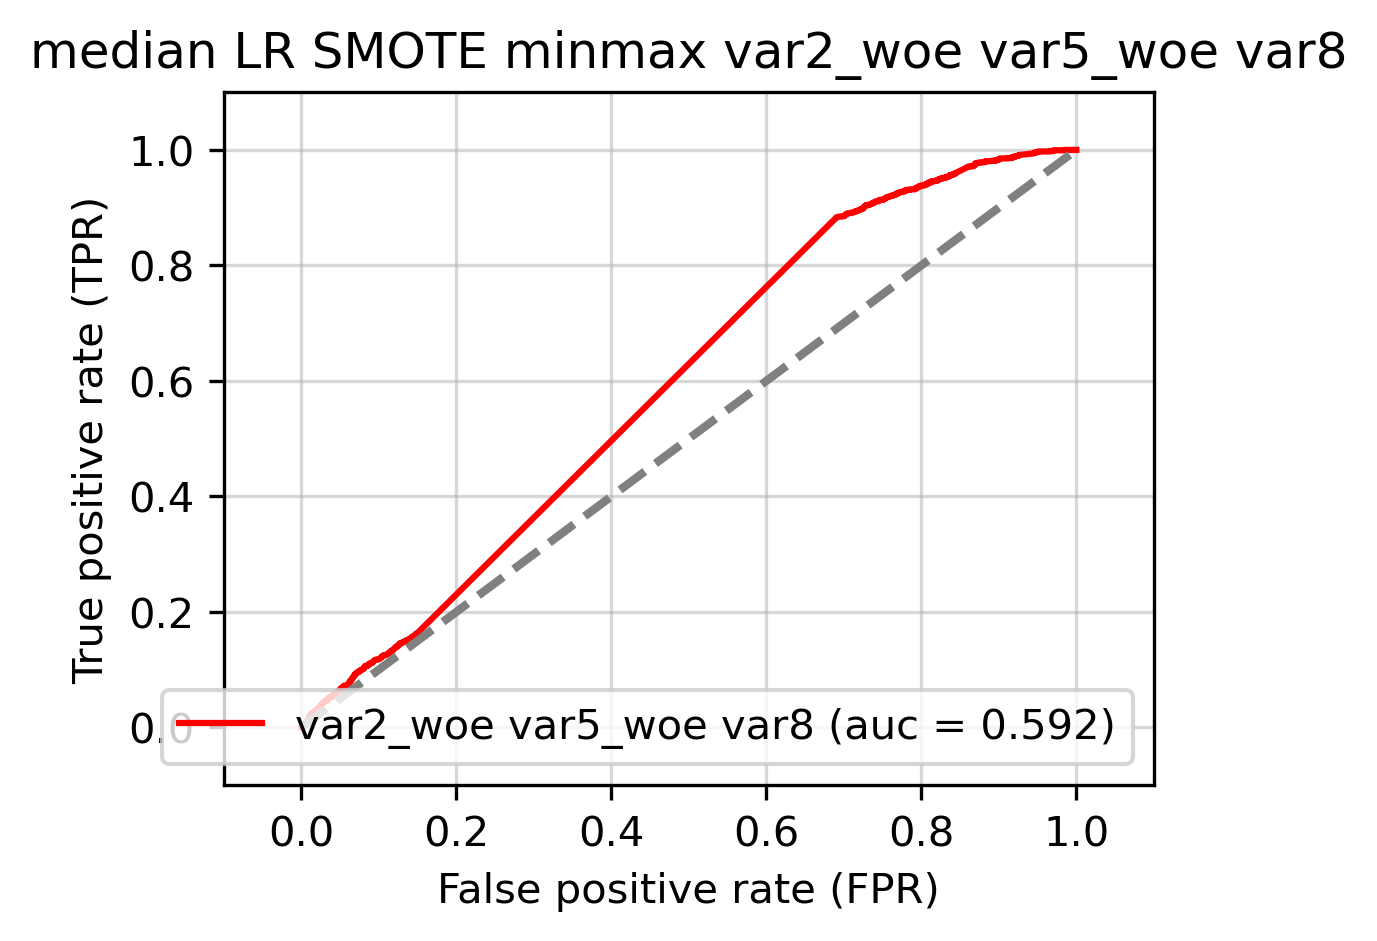 median LR SMOTE minmax var2_woe var5_woe var8
1.0
0.8
0.6
0.4
0.2
0.0
True positive rate (TPR)
var2_woe var5_woe var8 (auc = 0.592)
0.0 0.2 0.4 0.6 0.8 1.0
False positive rate (FPR)